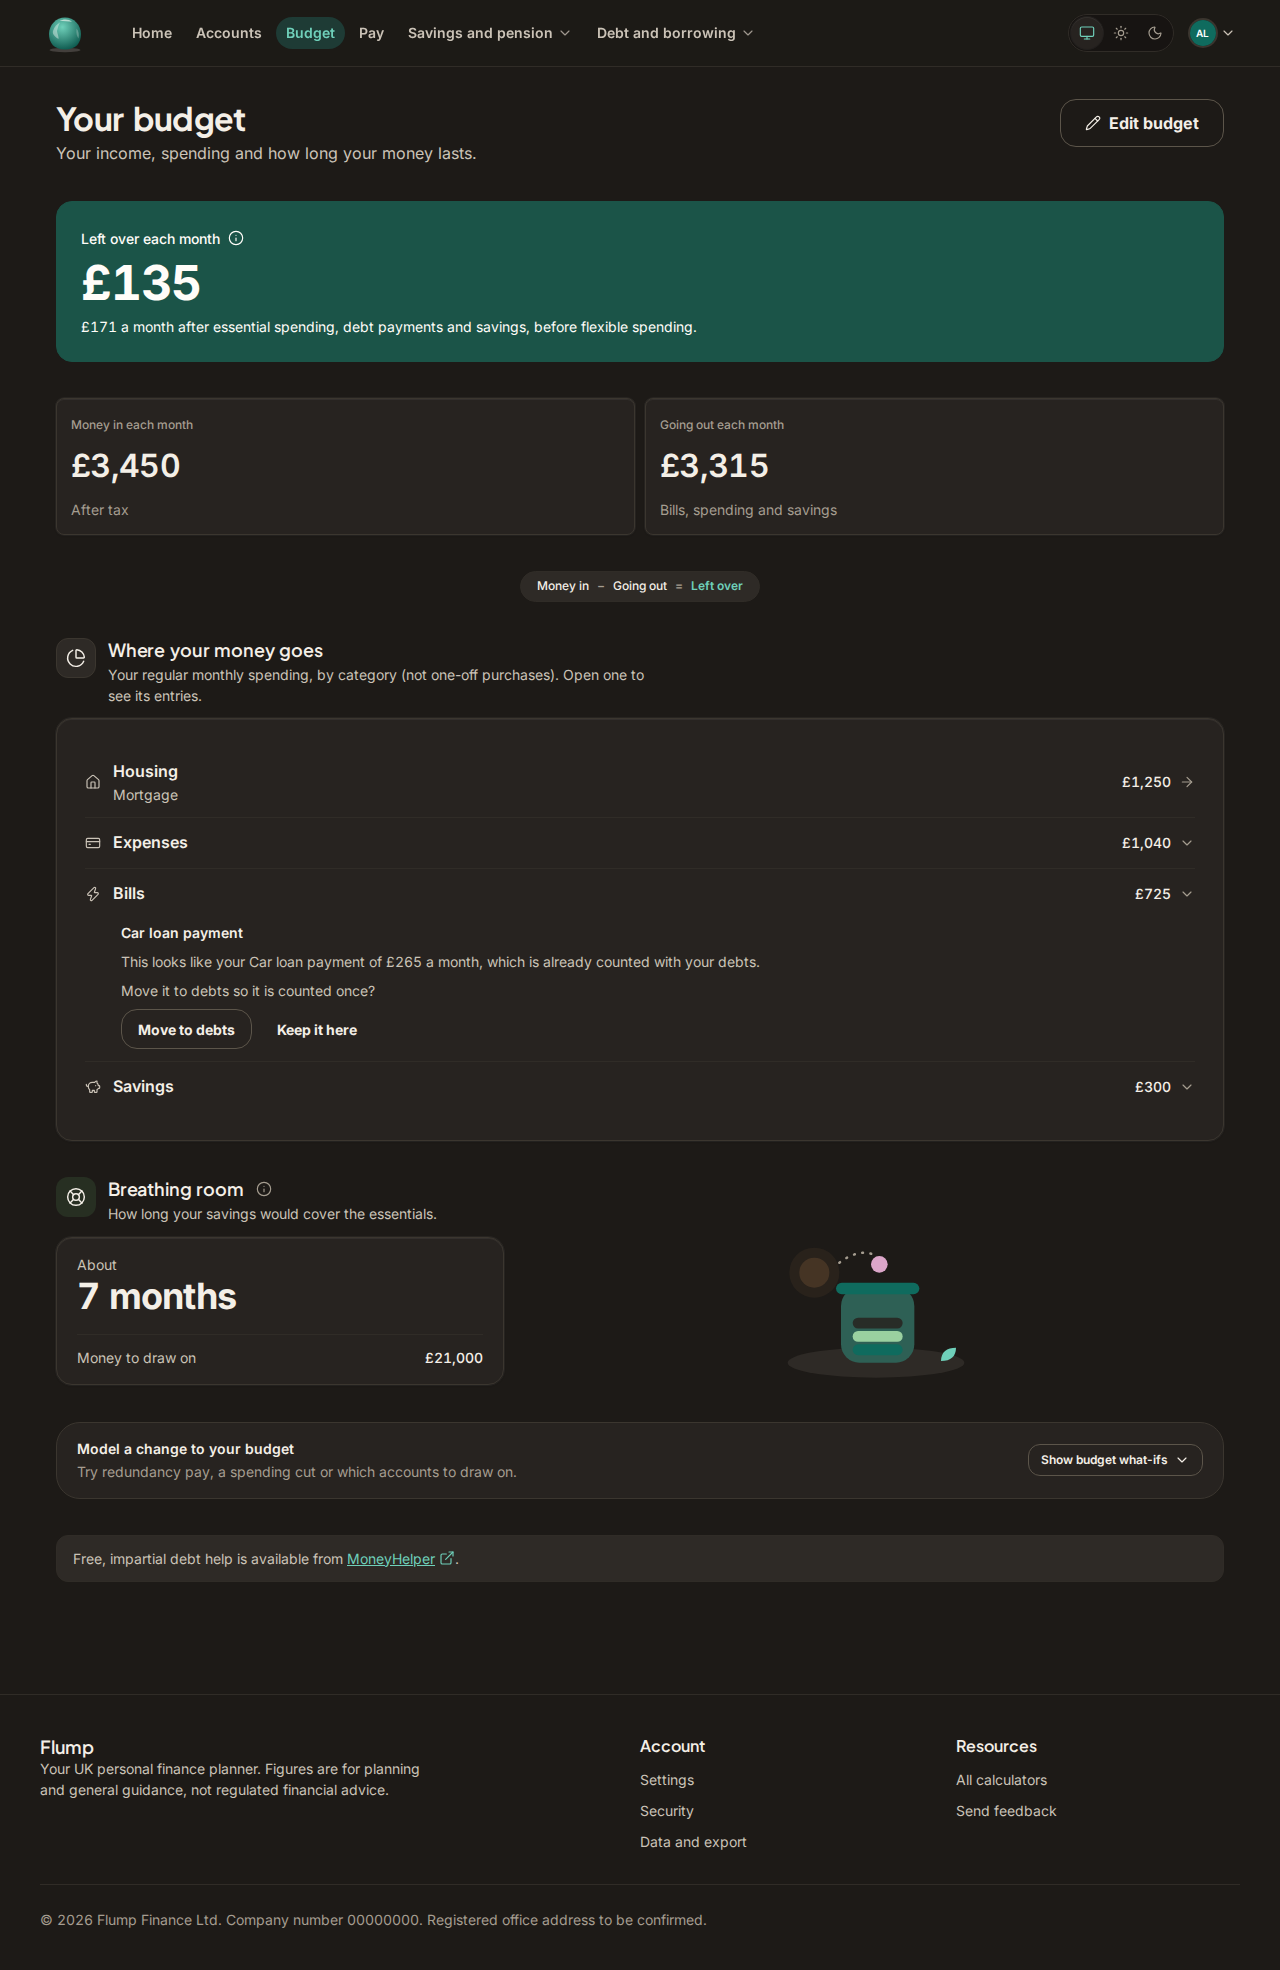 Home
Accounts
Budget
Pay
Savings and pension
Debt and borrowing
AL
Your budget
Your income, spending and how long your money lasts.
Edit budget
Left over each month
£135
£171 a month after essential spending, debt payments and savings, before flexible spending.
Money in each month
£3,450
After tax
Going out each month
£3,315
Bills, spending and savings
Money in − Going out = Left over
Where your money goes
Your regular monthly spending, by category (not one-off purchases). Open one to
see its entries.
Housing
Mortgage
£1,250
Expenses
£1,040
Bills
£725
Car loan payment
This looks like your Car loan payment of £265 a month, which is already counted with your debts.
Move it to debts so it is counted once?
Move to debts
Keep it here
Savings
£300
Breathing room
How long your savings would cover the essentials.
About
7 months
Money to draw on
£21,000
Model a change to your budget
Try redundancy pay, a spending cut or which accounts to draw on.
Show budget what-ifs
Free, impartial debt help is available from MoneyHelper.
Flump
Your UK personal finance planner. Figures are for planning
and general guidance, not regulated financial advice.
Account
Settings
Security
Data and export
Resources
All calculators
Send feedback
© 2026 Flump Finance Ltd. Company number 00000000. Registered office address to be confirmed.